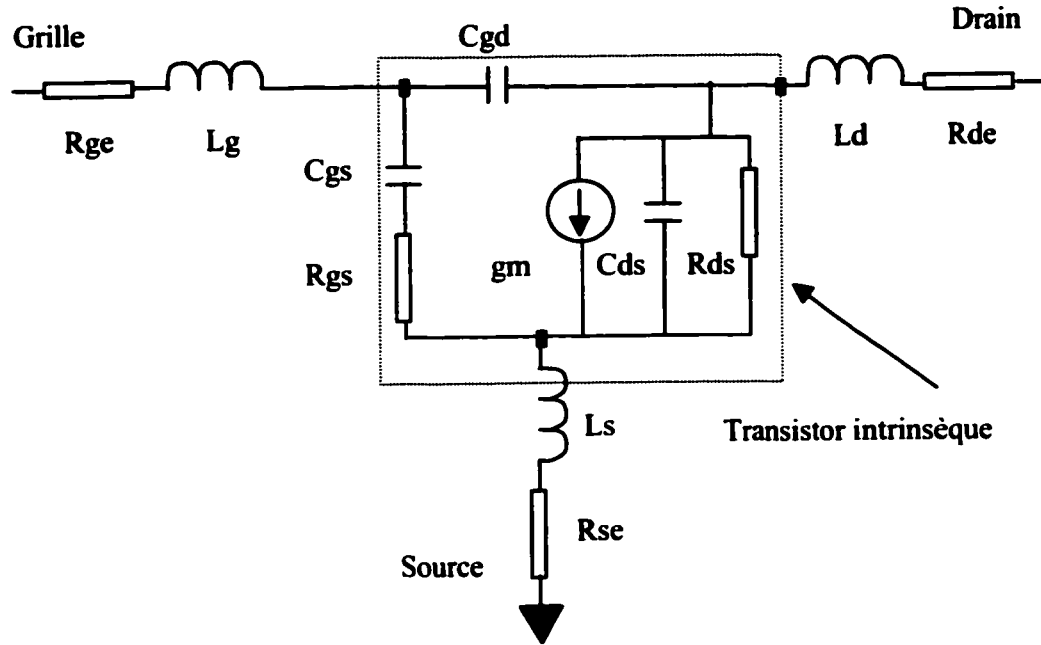 Grille
Cgd
Drain
Rge
Lg
Ld
Rde
Cgs
Rgs
gm
Cds
Rds
Ls
Transistor intrinsèque
Rse
Source